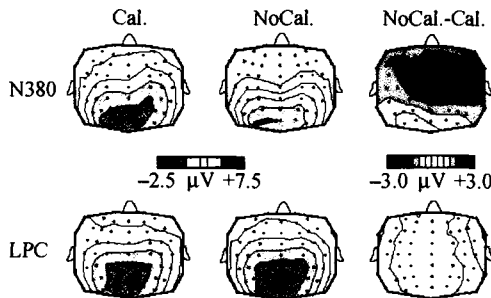 Cal. NoCal. NoCal.-Cal.
N380
−2.5 µV +7.5 −3.0 µV +3.0
LPC